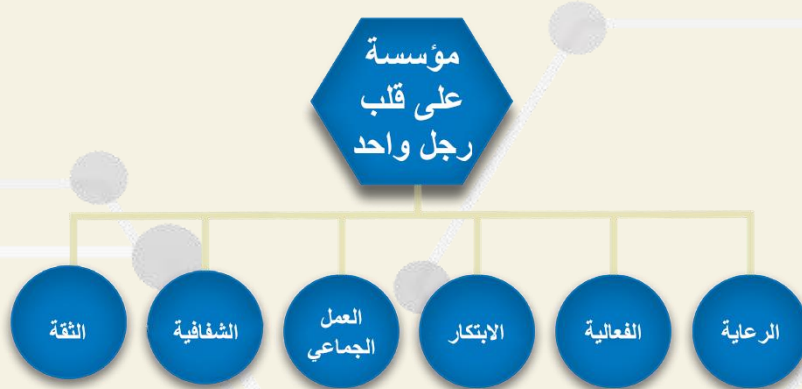 مؤسسة
على قلب
رجل واحد
الرعاية
الفعالية
الابتكار
العمل
الجماعي
الشفافية
الثقة